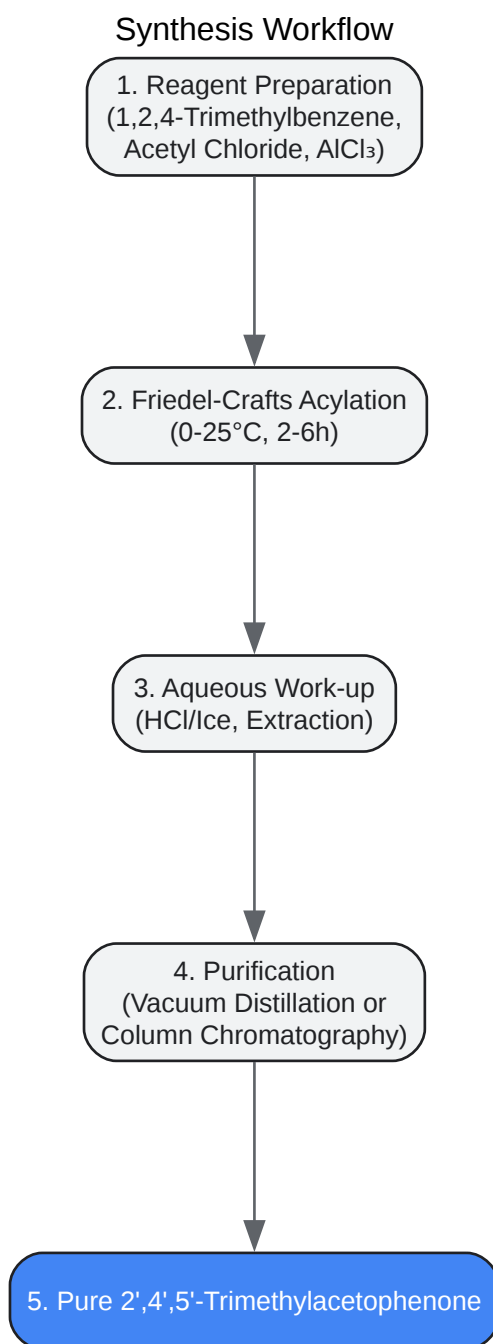 Synthesis Workflow
1. Reagent Preparation
(1,2,4-Trimethylbenzene,
Acetyl Chloride, AlCl₃)
2. Friedel-Crafts Acylation
(0-25°C, 2-6h)
3. Aqueous Work-up
(HCl/Ice, Extraction)
4. Purification
(Vacuum Distillation or
Column Chromatography)
5. Pure 2',4',5'-Trimethylacetophenone